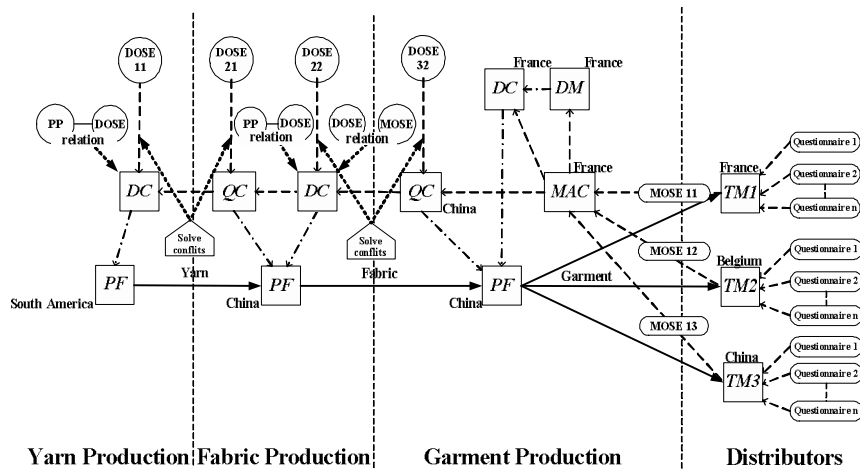 DOSE
11
DOSE
21
DOSE
22
DOSE
32
France
France
DC
DM
PP
DOSE
relation
PP
DOSE
relation
DOSE
MOSE
relation
France
DC
QC
DC
QC
China
MAC
MOSE 11
France
TM1
Questionnaire 1
Questionnaire 2
Questionnaire n
Solve
conflits
Solve
conflits
MOSE 12
Yarn
Fabric
Garment
South America
PF
China
PF
China
PF
Belgium
TM2
Questionnaire 1
Questionnaire 2
Questionnaire n
MOSE 13
China
TM3
Questionnaire 1
Questionnaire 2
Questionnaire n
Yarn Production
Fabric Production
Garment Production
Distributors